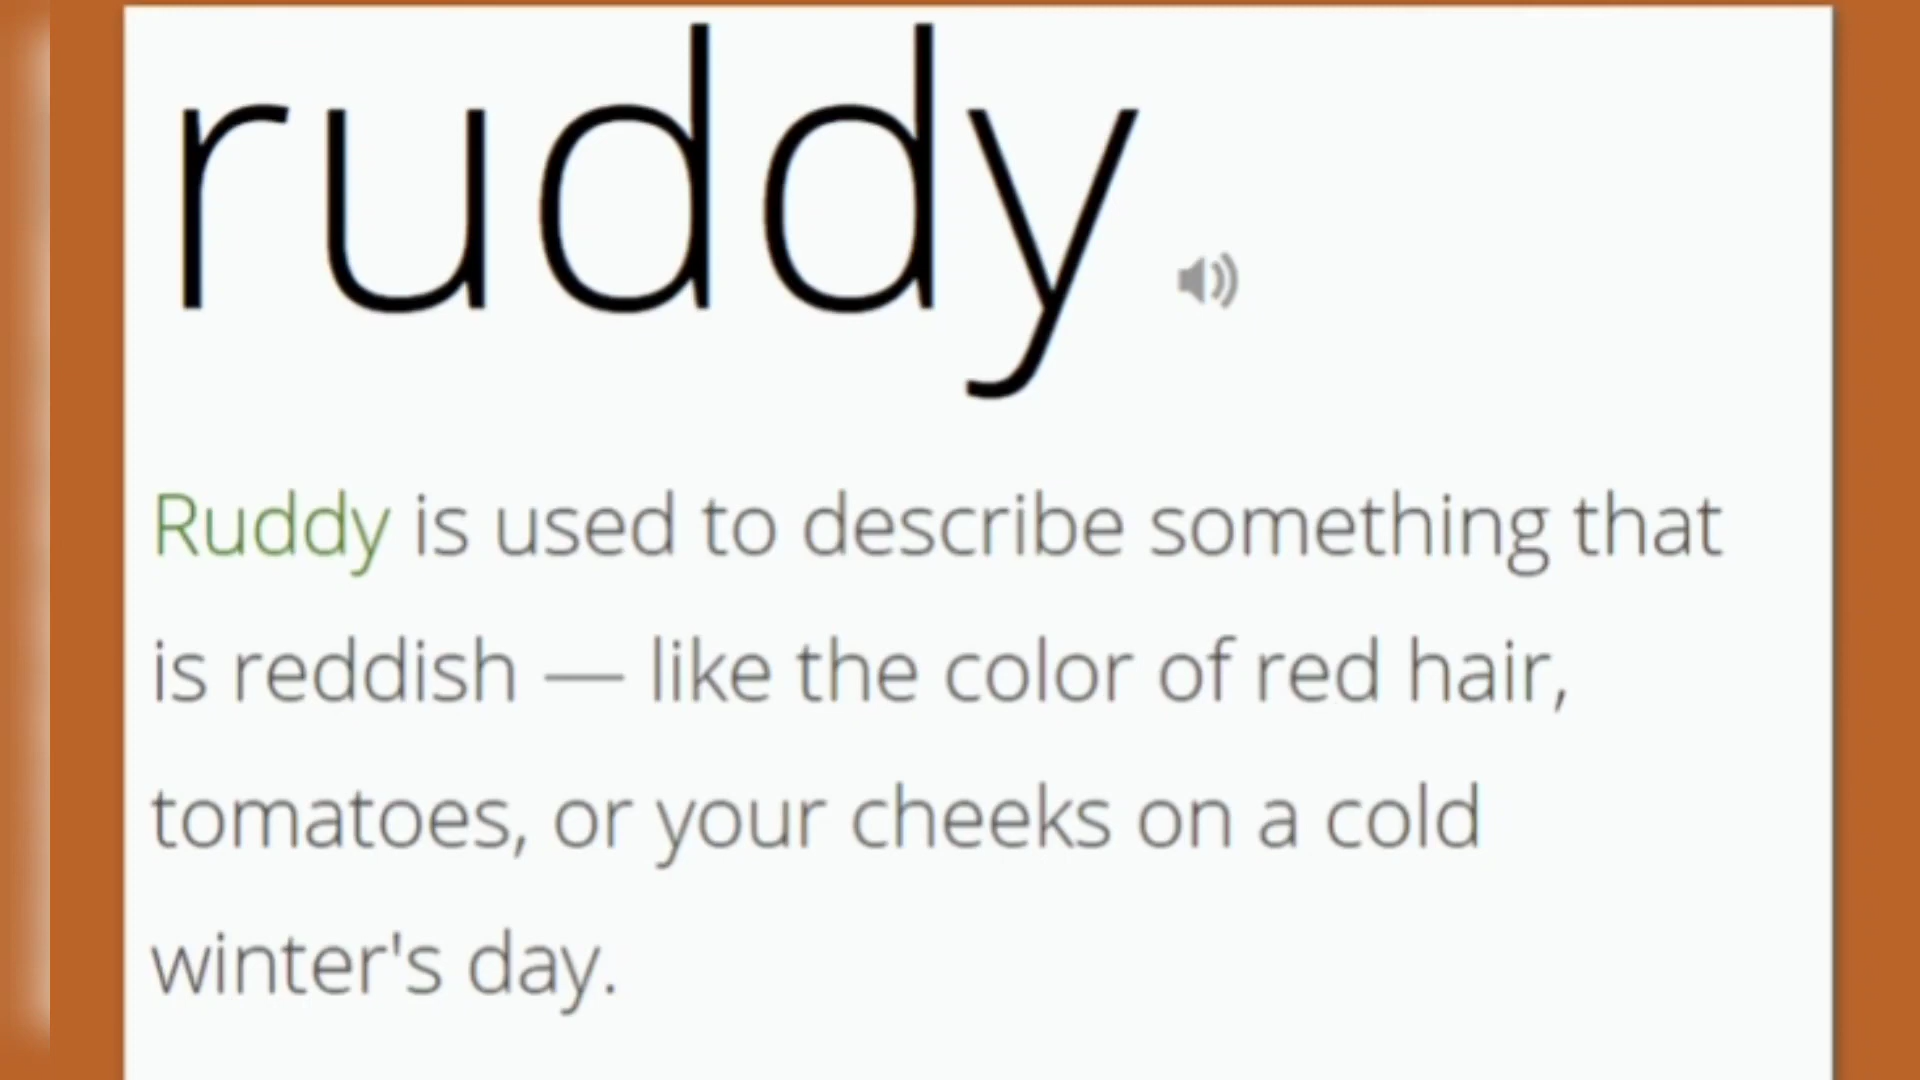 ruddy
Ruddy is used to describe something that
is reddish — like the color of red hair,
tomatoes, or your cheeks on a cold
winter's day.